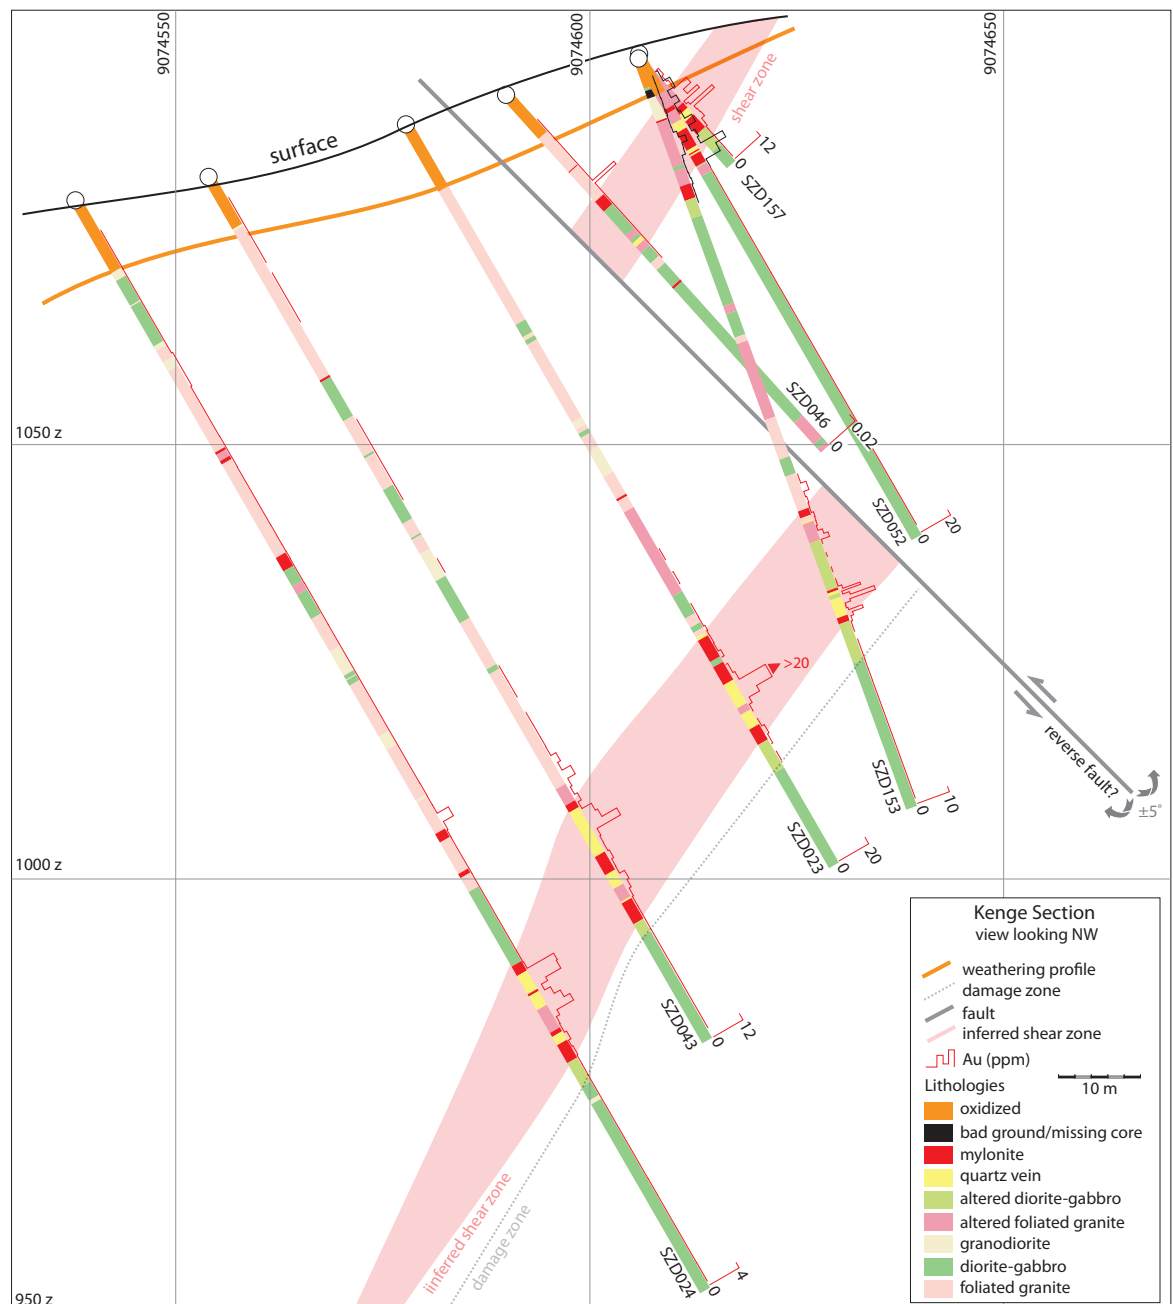 9074550
9074600
9074650
surface
shear zone
12
0
SZD157
SZD046
0
0.02
1050 z
SZD052
0
20
>20
reverse fault?
±5°
SZD153
0
10
SZD023
0
20
1000 z
SZD043
0
12
iinferred shear zone
damage zone
SZD024
0
4
950 z
Kenge Section
view looking NW
weathering profile
damage zone
fault
inferred shear zone
Au (ppm)
10 m
Lithologies
oxidized
bad ground/missing core
mylonite
quartz vein
altered diorite-gabbro
altered foliated granite
granodiorite
diorite-gabbro
foliated granite